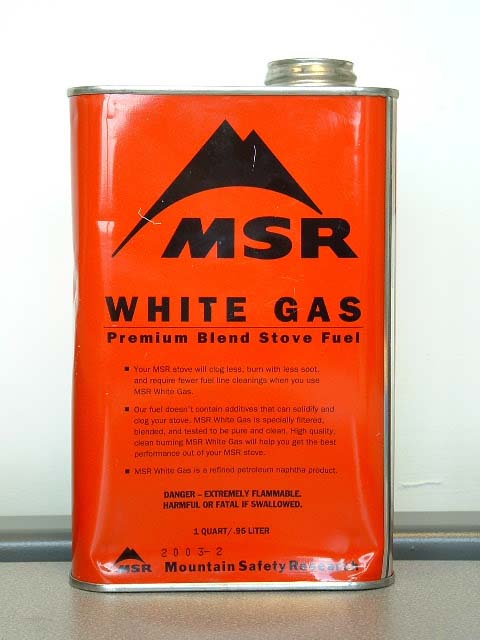 MSR
WHITE GAS
Premium Blend Stove Fuel
■ Your MSR stove will clog less, burn with less soot,
and require fewer fuel line cleanings when you use
MSR White Gas.
■ Our fuel doesn't contain additives that can solidify and
clog your stove. MSR White Gas is specially filtered,
blended, and tested to be pure and clean. High quality,
clean burning MSR White Gas will help you get the best
performance out of your MSR stove.
■ MSR White Gas is a refined petroleum naphtha product.
DANGER – EXTREMELY FLAMMABLE.
HARMFUL OR FATAL IF SWALLOWED.
1 QUART/.95 LITER
2003-2
MSR Mountain Safety Research